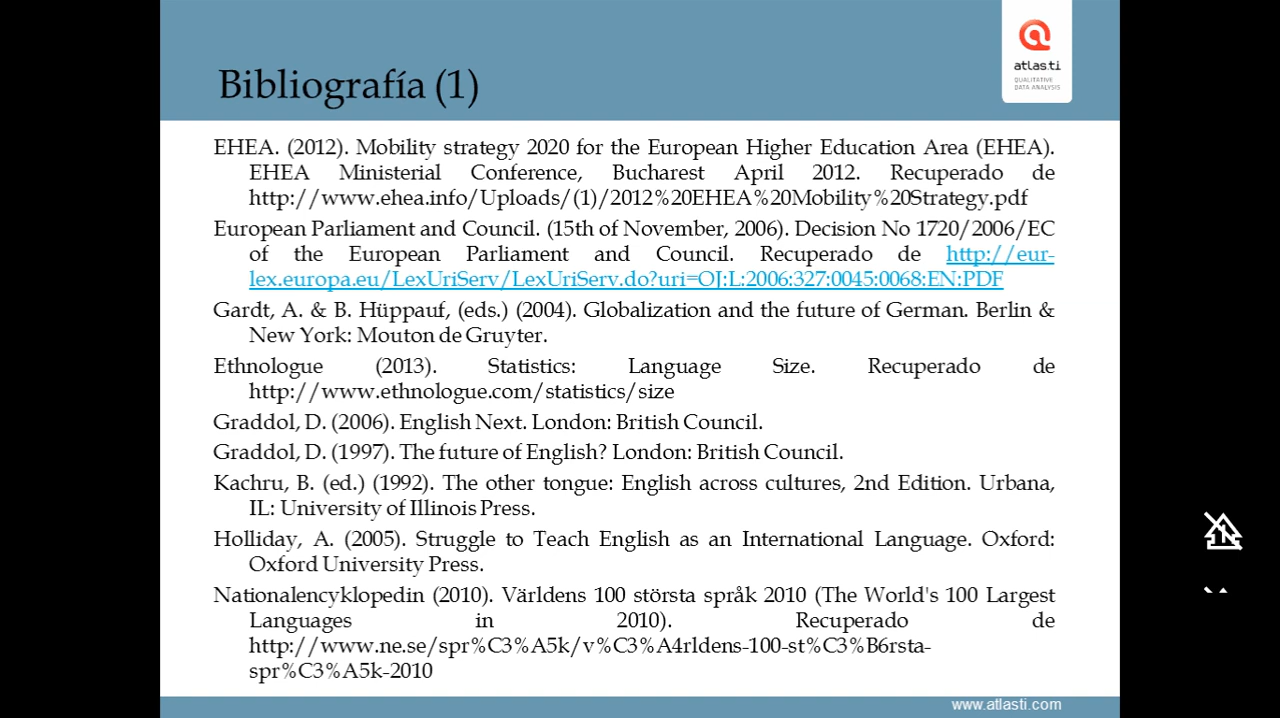 Bibliografía (1)
atlas.ti
QUALITATIVE
DATA ANALYSIS
EHEA. (2012). Mobility strategy 2020 for the European Higher Education Area (EHEA).
EHEA Ministerial Conference, Bucharest April 2012. Recuperado de
http://www.ehea.info/Uploads/(1)/2012%20EHEA%20Mobility%20Strategy.pdf
European Parliament and Council. (15th of November, 2006). Decision No 1720/2006/EC
of the European Parliament and Council. Recuperado de http://eur-
lex.europa.eu/LexUriServ/LexUriServ.do?uri=OJ:L:2006:327:0045:0068:EN:PDF
Gardt, A. & B. Hüppauf, (eds.) (2004). Globalization and the future of German. Berlin &
New York: Mouton de Gruyter.
Ethnologue (2013). Statistics: Language Size. Recuperado de
http://www.ethnologue.com/statistics/size
Graddol, D. (2006). English Next. London: British Council.
Graddol, D. (1997). The future of English? London: British Council.
Kachru, B. (ed.) (1992). The other tongue: English across cultures, 2nd Edition. Urbana,
IL: University of Illinois Press.
Holliday, A. (2005). Struggle to Teach English as an International Language. Oxford:
Oxford University Press.
Nationalencyklopedin (2010). Världens 100 största språk 2010 (The World's 100 Largest
Languages in 2010). Recuperado de
http://www.ne.se/spr%C3%A5k/v%C3%A4rldens-100-st%C3%B6rsta-
spr%C3%A5k-2010
www.atlasti.com